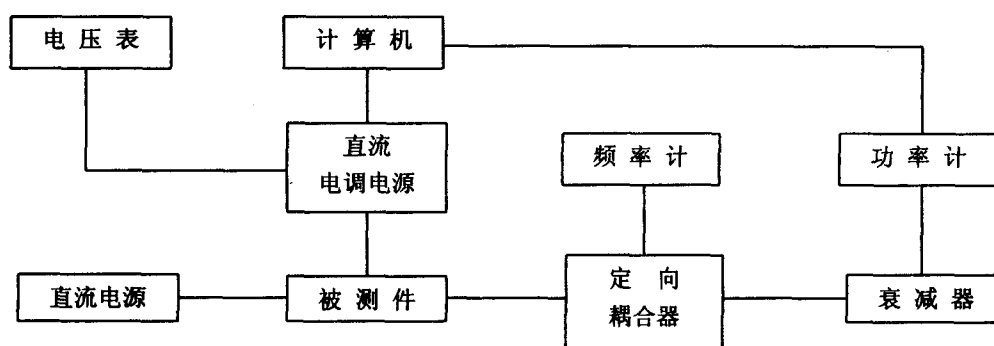 电压表
计算机
直流
电调电源
频率计
功率计
直流电源
被测件
定向
耦合器
衰减器